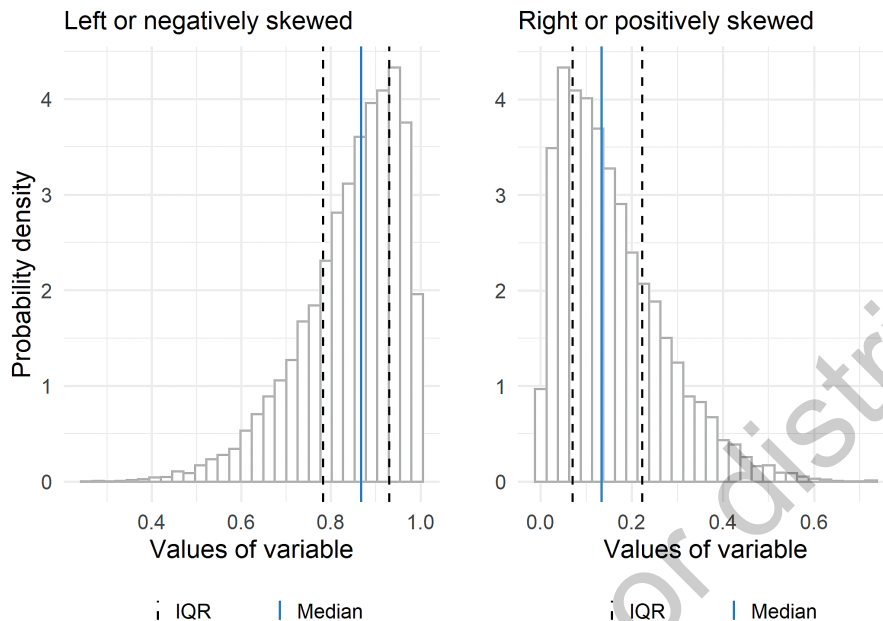 Left or negatively skewed
Right or positively skewed
Probability density
4
3
2
1
0
0.4 0.6 0.8 1.0
Values of variable
IQR Median
4
3
2
1
0
0.0 0.2 0.4 0.6
Values of variable
IQR Median
or distri